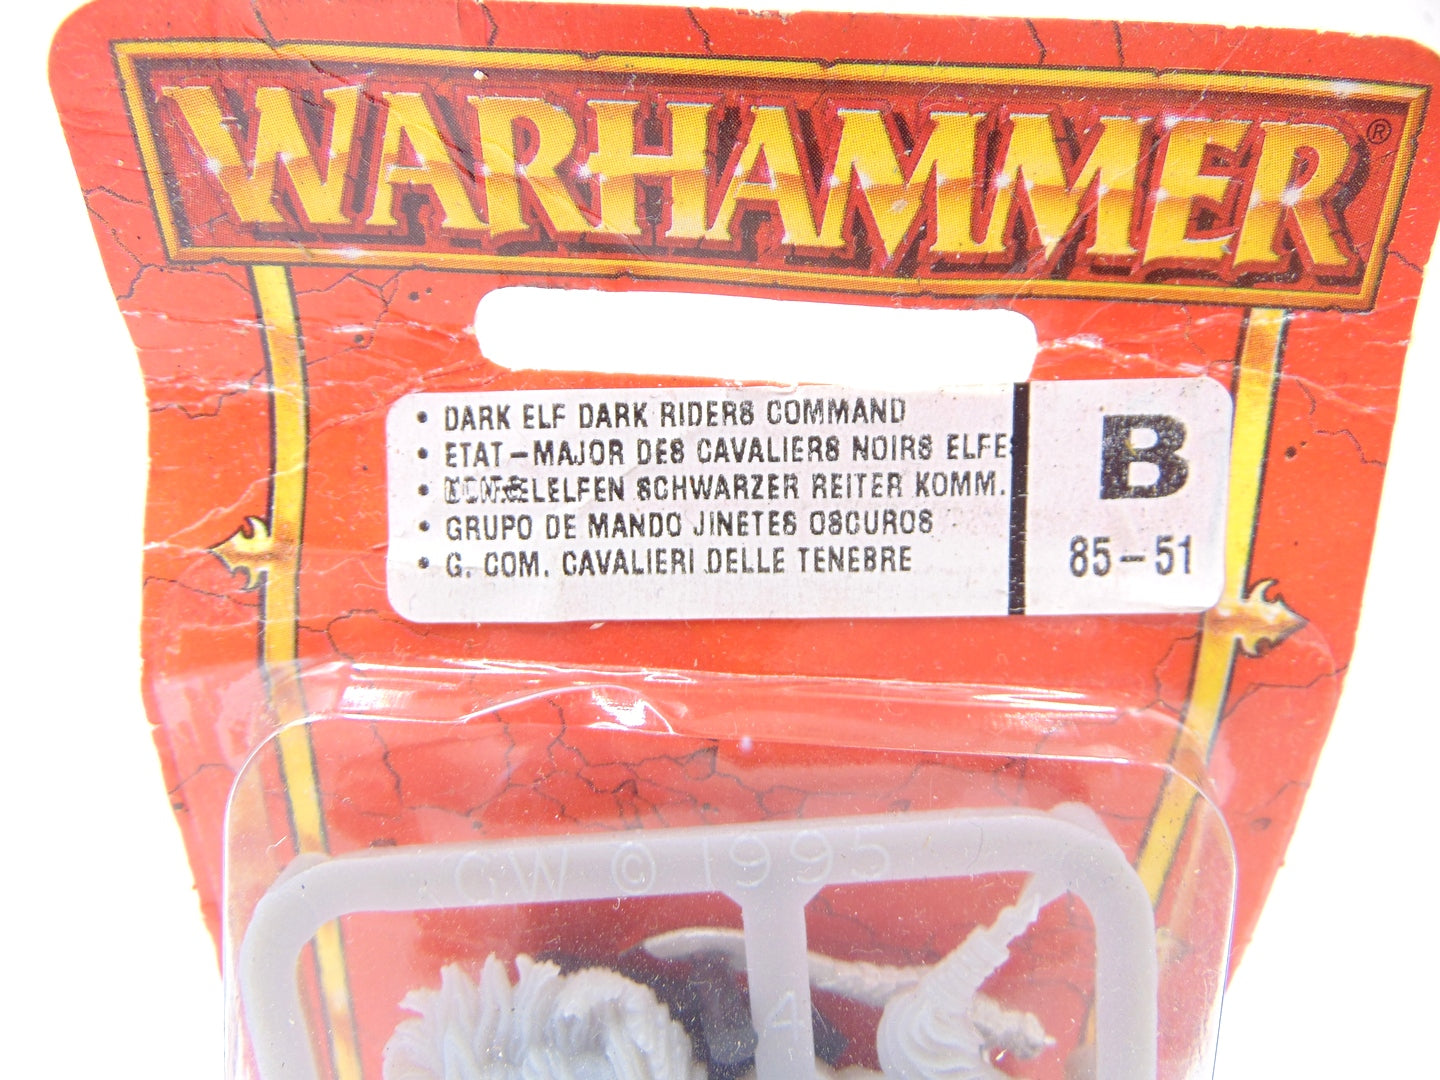 WARHAMMER®
• DARK ELF DARK RIDERS COMMAND
• ETAT-MAJOR DES CAVALIERS NOIRS ELFES
• SCHWARZER REITER KOMM.
• GRUPO DE MANDO JINETES OSCUROS
• G. COM. CAVALIERI DELLE TENEBRE
B
85-51
GW © 1995
4